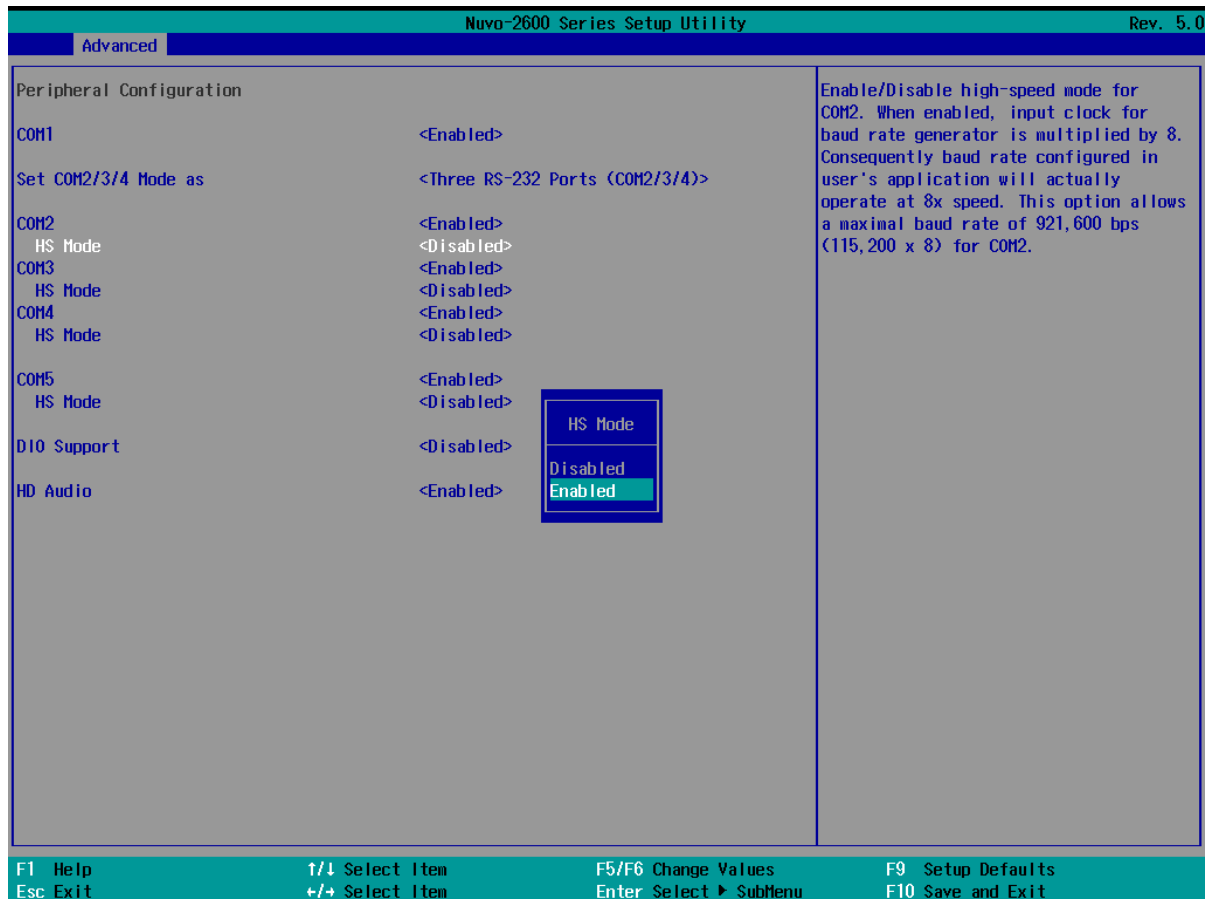 Nuvo-2600 Series Setup Utility Rev. 5.0
Advanced
Peripheral Configuration
COM1 <Enabled>
Set COM2/3/4 Mode as <Three RS-232 Ports (COM2/3/4)>
COM2 <Enabled>
HS Mode <Disabled>
COM3 <Enabled>
HS Mode <Disabled>
COM4 <Enabled>
HS Mode <Disabled>
COM5 <Enabled>
HS Mode <Disabled>
DIO Support <Disabled>
HD Audio <Enabled>
HS Mode
Disabled
Enabled
Enable/Disable high-speed mode for
COM2. When enabled, input clock for
baud rate generator is multiplied by 8.
Consequently baud rate configured in
user's application will actually
operate at 8x speed. This option allows
a maximal baud rate of 921,600 bps
(115,200 x 8) for COM2.
F1 Help ↑/↓ Select Item F5/F6 Change Values F9 Setup Defaults
Esc Exit ←/→ Select Item Enter Select ▶ SubMenu F10 Save and Exit